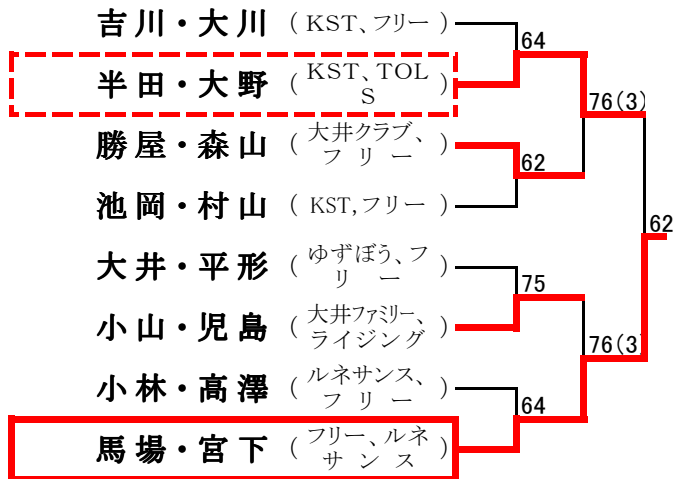 吉川・大川 (KST、フリー)
64
半田・大野 (KST、TOL
S)
76(3)
勝屋・森山 (大井クラブ、
フリー)
62
池岡・村山 (KST,フリー)
62
大井・平形 (ゆずぼう、フ
リー)
75
小山・児島 (大井ファミリー、
ライジング)
76(3)
小林・高澤 (ルネサンス、
フリー)
64
馬場・宮下 (フリー、ルネ
サンス)